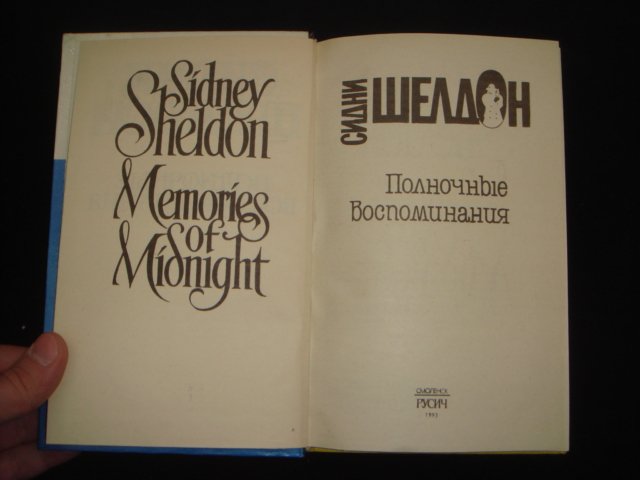 Sidney
Sheldon
Memories
of
Midnight
СИДНИ
ШЕЛДОН
Полночные
воспоминания
СМОЛЕНСК
РУСИЧ